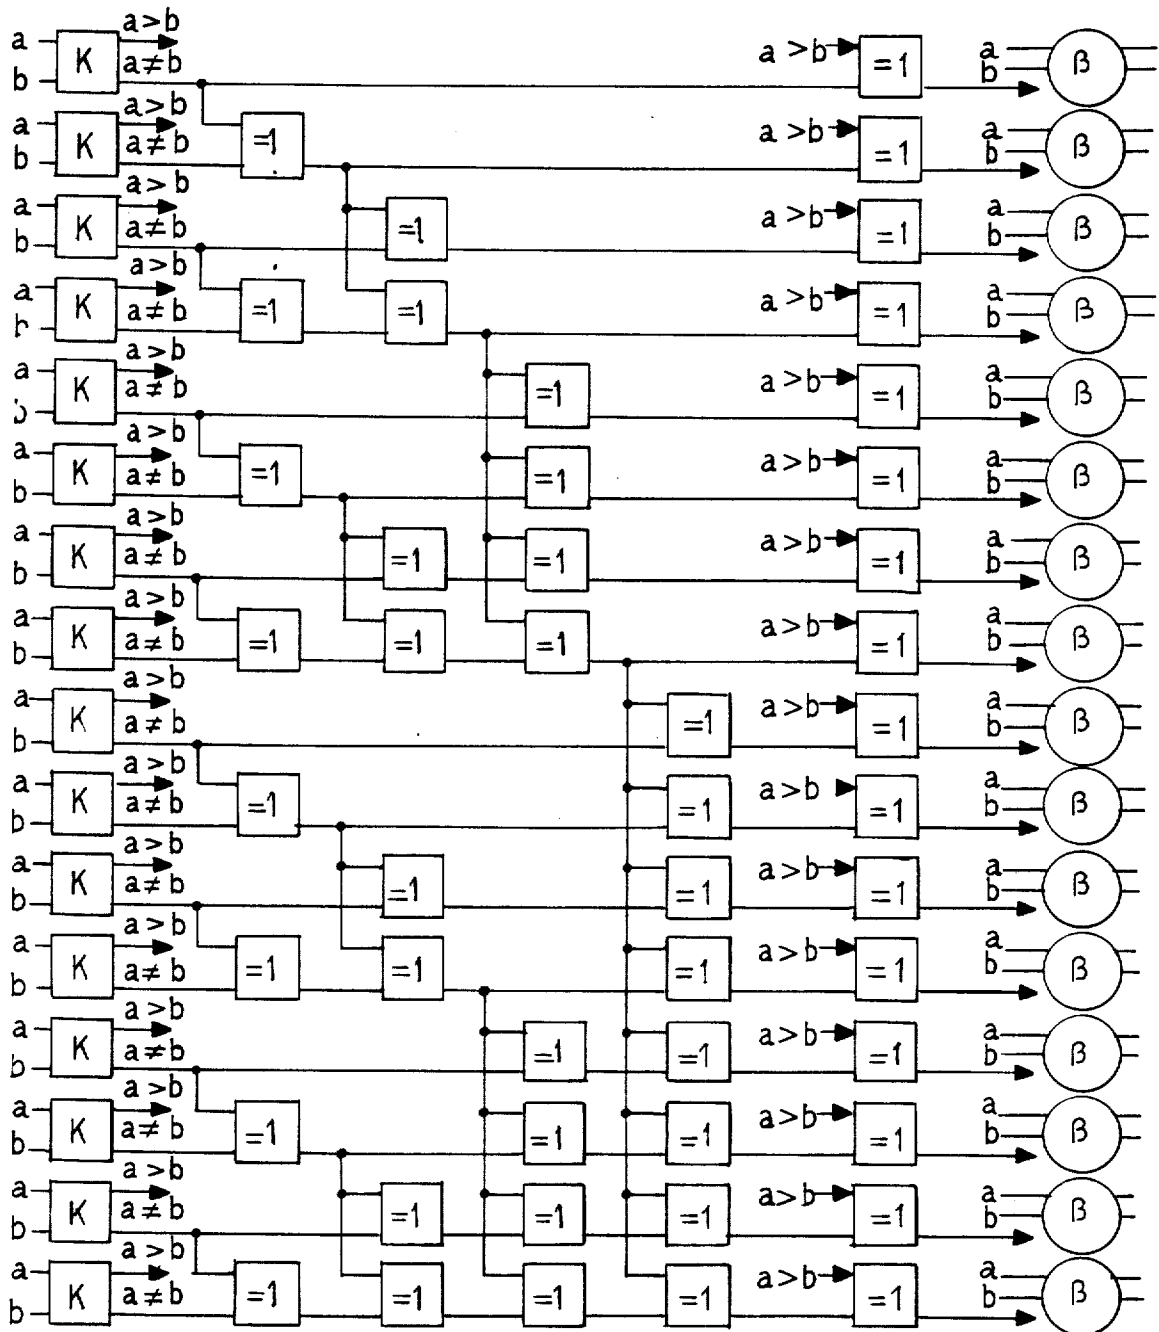 a > b
a K a ≠ b a > b =1 a β
b b
a > b
a K a ≠ b =1 a > b =1 a β
b b
a > b
a K a ≠ b =1 a > b =1 a β
b b
a > b
a K a ≠ b =1 =1 a > b =1 a β
b b
a > b
a K a ≠ b =1 a > b =1 a β
b b
a > b
a K a ≠ b =1 =1 a > b =1 a β
b b
a > b
a K a ≠ b =1 =1 a > b =1 a β
b b
a > b
a K a ≠ b =1 =1 =1 a > b =1 a β
b b
a > b
a K a ≠ b =1 a > b =1 a β
b b
a > b
a K a ≠ b =1 =1 a > b =1 a β
b b
a > b
a K a ≠ b =1 =1 a > b =1 a β
b b
a > b
a K a ≠ b =1 =1 =1 a > b =1 a β
b b
a > b
a K a ≠ b =1 =1 a > b =1 a β
b b
a > b
a K a ≠ b =1 =1 =1 a > b =1 a β
b b
a > b
a K a ≠ b =1 =1 =1 a > b =1 a β
b b
a > b
a K a ≠ b =1 =1 =1 =1 a > b =1 a β
b b